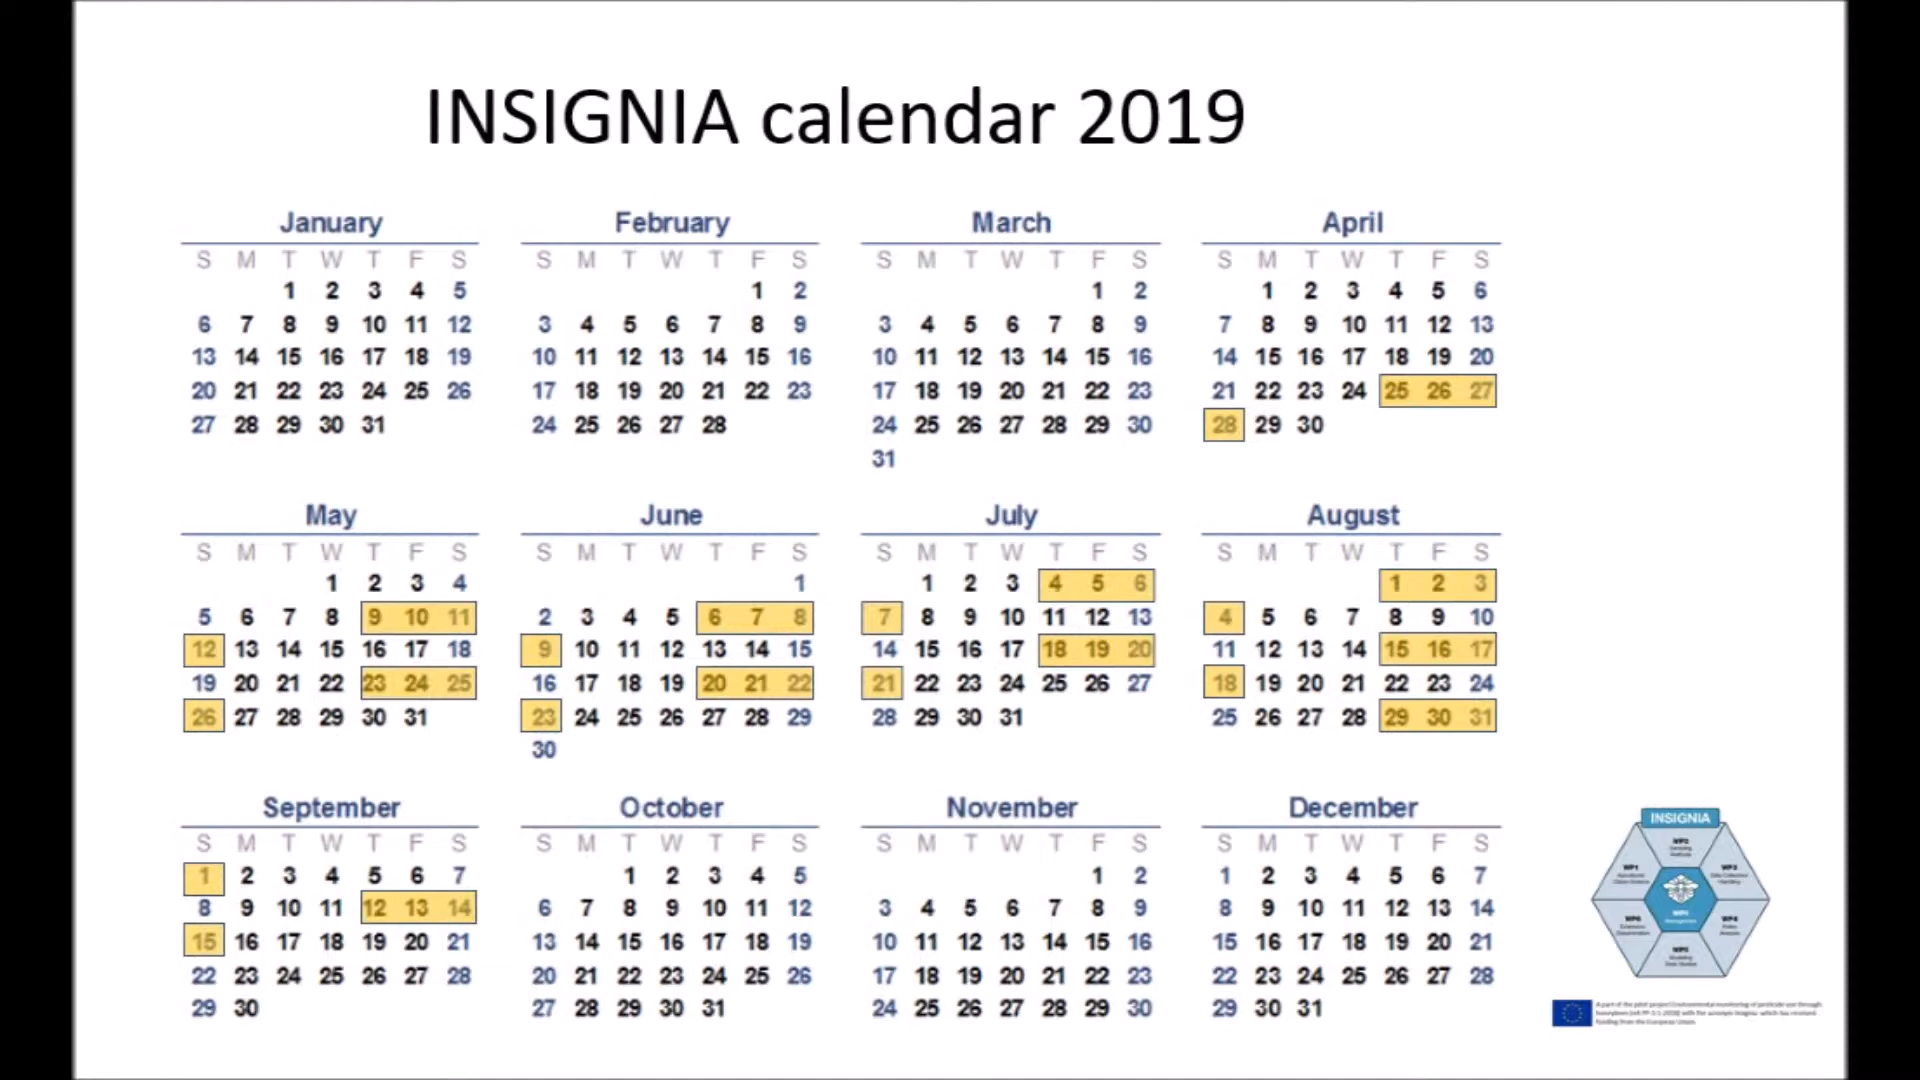 INSIGNIA calendar 2019
January February March April
S M T W T F S S M T W T F S S M T W T F S S M T W T F S
1 2 3 4 5 1 2 1 2 1 2 3 4 5 6
6 7 8 9 10 11 12 3 4 5 6 7 8 9 3 4 5 6 7 8 9 7 8 9 10 11 12 13
13 14 15 16 17 18 19 10 11 12 13 14 15 16 10 11 12 13 14 15 16 14 15 16 17 18 19 20
20 21 22 23 24 25 26 17 18 19 20 21 22 23 17 18 19 20 21 22 23 21 22 23 24 25 26 27
27 28 29 30 31 24 25 26 27 28 24 25 26 27 28 29 30 28 29 30
31
May June July August
S M T W T F S S M T W T F S S M T W T F S S M T W T F S
1 2 3 4 1 1 2 3 4 5 6 1 2 3
5 6 7 8 9 10 11 2 3 4 5 6 7 8 7 8 9 10 11 12 13 4 5 6 7 8 9 10
12 13 14 15 16 17 18 9 10 11 12 13 14 15 14 15 16 17 18 19 20 11 12 13 14 15 16 17
19 20 21 22 23 24 25 16 17 18 19 20 21 22 21 22 23 24 25 26 27 18 19 20 21 22 23 24
26 27 28 29 30 31 23 24 25 26 27 28 29 28 29 30 31 25 26 27 28 29 30 31
30
September October November December
S M T W T F S S M T W T F S S M T W T F S S M T W T F S
1 2 3 4 5 6 7 1 2 3 4 5 1 2 1 2 3 4 5 6 7
8 9 10 11 12 13 14 6 7 8 9 10 11 12 3 4 5 6 7 8 9 8 9 10 11 12 13 14
15 16 17 18 19 20 21 13 14 15 16 17 18 19 10 11 12 13 14 15 16 15 16 17 18 19 20 21
22 23 24 25 26 27 28 20 21 22 23 24 25 26 17 18 19 20 21 22 23 22 23 24 25 26 27 28
29 30 27 28 29 30 31 24 25 26 27 28 29 30 29 30 31
INSIGNIA